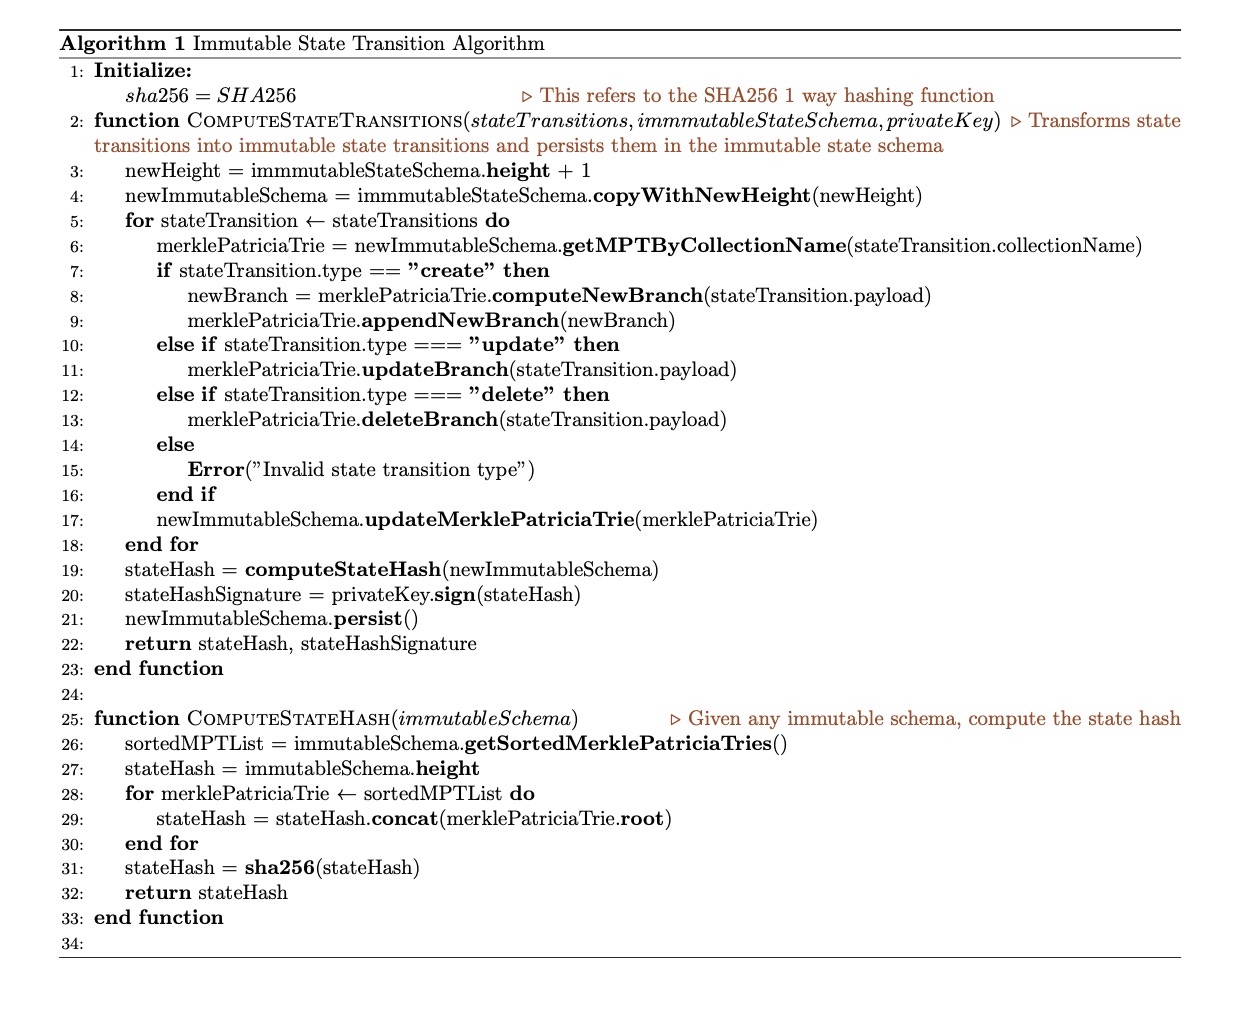 Algorithm 1 Immutable State Transition Algorithm
1: Initialize:
sha256 = SHA256 ▷ This refers to the SHA256 1 way hashing function
2: function COMPUTESTATETRANSITIONS(stateTransitions, immmutableStateSchema, privateKey) ▷ Transforms state
transitions into immutable state transitions and persists them in the immutable state schema
3: newHeight = immmutableStateSchema.height + 1
4: newImmutableSchema = immmutableStateSchema.copyWithNewHeight(newHeight)
5: for stateTransition ← stateTransitions do
6: merklePatriciaTrie = newImmutableSchema.getMPTByCollectionName(stateTransition.collectionName)
7: if stateTransition.type == ”create” then
8: newBranch = merklePatriciaTrie.computeNewBranch(stateTransition.payload)
9: merklePatriciaTrie.appendNewBranch(newBranch)
10: else if stateTransition.type === ”update” then
11: merklePatriciaTrie.updateBranch(stateTransition.payload)
12: else if stateTransition.type === ”delete” then
13: merklePatriciaTrie.deleteBranch(stateTransition.payload)
14: else
15: Error(”Invalid state transition type”)
16: end if
17: newImmutableSchema.updateMerklePatriciaTrie(merklePatriciaTrie)
18: end for
19: stateHash = computeStateHash(newImmutableSchema)
20: stateHashSignature = privateKey.sign(stateHash)
21: newImmutableSchema.persist()
22: return stateHash, stateHashSignature
23: end function
24:
25: function COMPUTESTATEHASH(immutableSchema) ▷ Given any immutable schema, compute the state hash
26: sortedMPTList = immutableSchema.getSortedMerklePatriciaTries()
27: stateHash = immutableSchema.height
28: for merklePatriciaTrie ← sortedMPTList do
29: stateHash = stateHash.concat(merklePatriciaTrie.root)
30: end for
31: stateHash = sha256(stateHash)
32: return stateHash
33: end function
34: